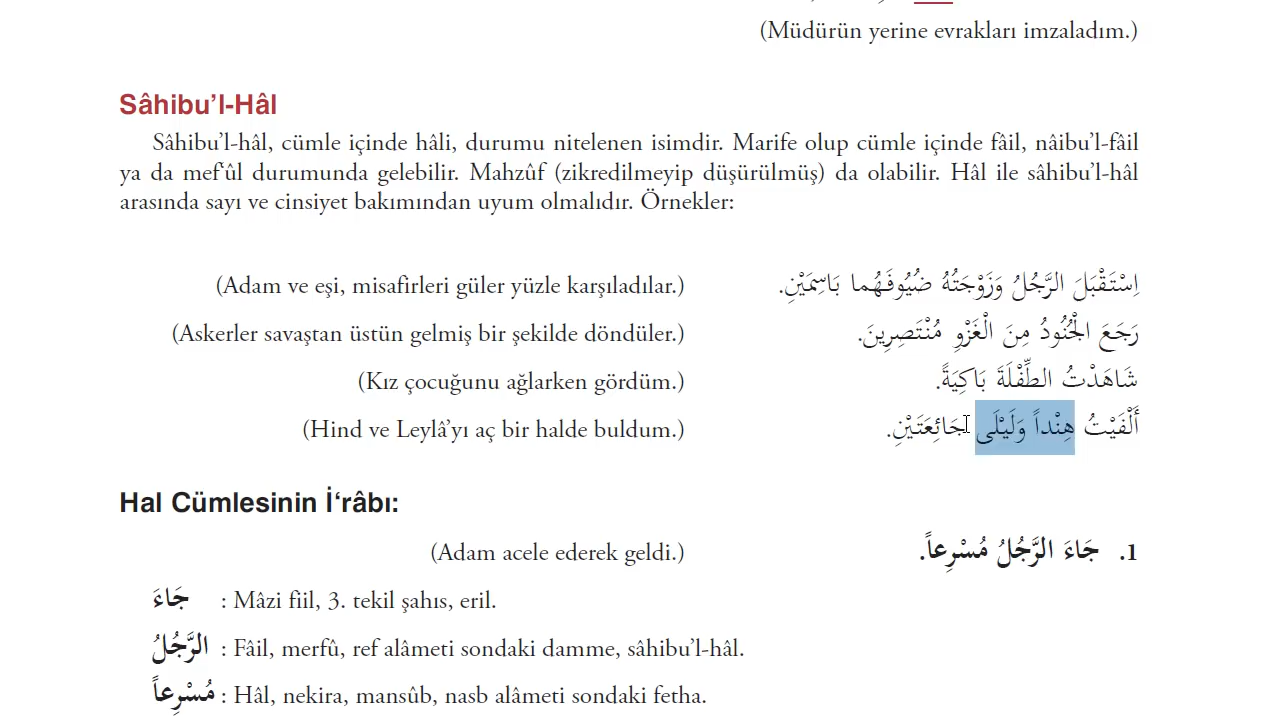 (Müdürün yerine evrakları imzaladım.)
Sâhibu’l-Hâl
Sâhibu’l-hâl, cümle içinde hâli, durumu nitelenen isimdir. Marife olup cümle içinde fâil, nâibu’l-fâil
ya da mef‘ûl durumunda gelebilir. Mahzûf (zikredilmeyip düşürülmüş) da olabilir. Hâl ile sâhibu’l-hâl
arasında sayı ve cinsiyet bakımından uyum olmalıdır. Örnekler:
(Adam ve eşi, misafirleri güler yüzle karşıladılar.) اِسْتَقْبَلَ الرَّجُلُ وَزَوْجَتُهُ ضُيُوفَهُما بَاسِمَيْنِ.
(Askerler savaştan üstün gelmiş bir şekilde döndüler.) رَجَعَ الْجُنُودُ مِنَ الْغَزْوِ مُنْتَصِرِينَ.
(Kız çocuğunu ağlarken gördüm.) شَاهَدْتُ الطِّفْلَةَ بَاكِيَةً.
(Hind ve Leylâ’yı aç bir halde buldum.) أَلْفَيْتُ هِنْداً وَلَيْلَى جَائِعَتَيْنِ.
Hal Cümlesinin İ‘râbı:
(Adam acele ederek geldi.) 1. جَاءَ الرَّجُلُ مُسْرِعاً.
جَاءَ : Mâzi fiil, 3. tekil şahıs, eril.
الرَّجُلُ : Fâil, merfû, ref alâmeti sondaki damme, sâhibu’l-hâl.
مُسْرِعاً : Hâl, nekira, mansûb, nasb alâmeti sondaki fetha.